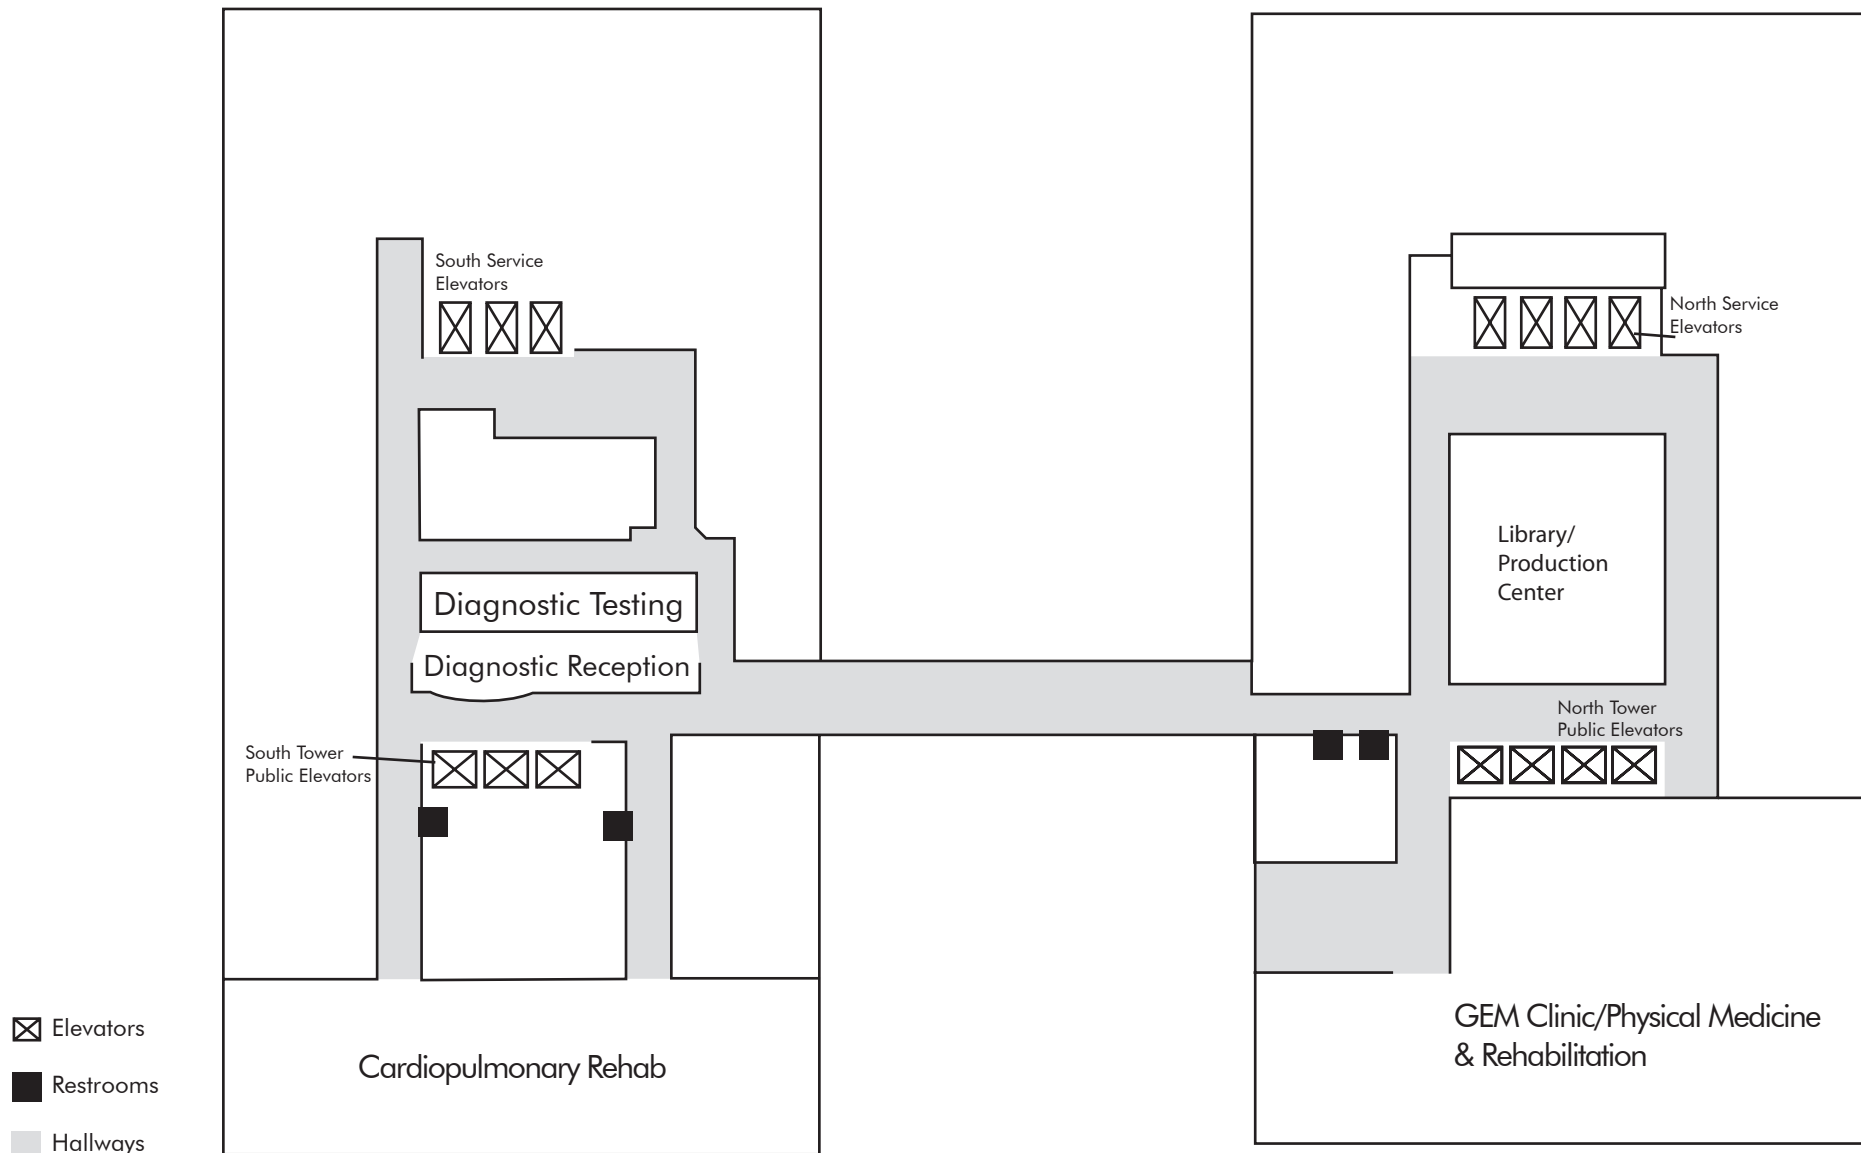 South Service
Elevators
North Service
Elevators
Library/
Production
Center
Diagnostic Testing
Diagnostic Reception
North Tower
Public Elevators
South Tower
Public Elevators
GEM Clinic/Physical Medicine
& Rehabilitation
Cardiopulmonary Rehab
Elevators
Restrooms
Hallways